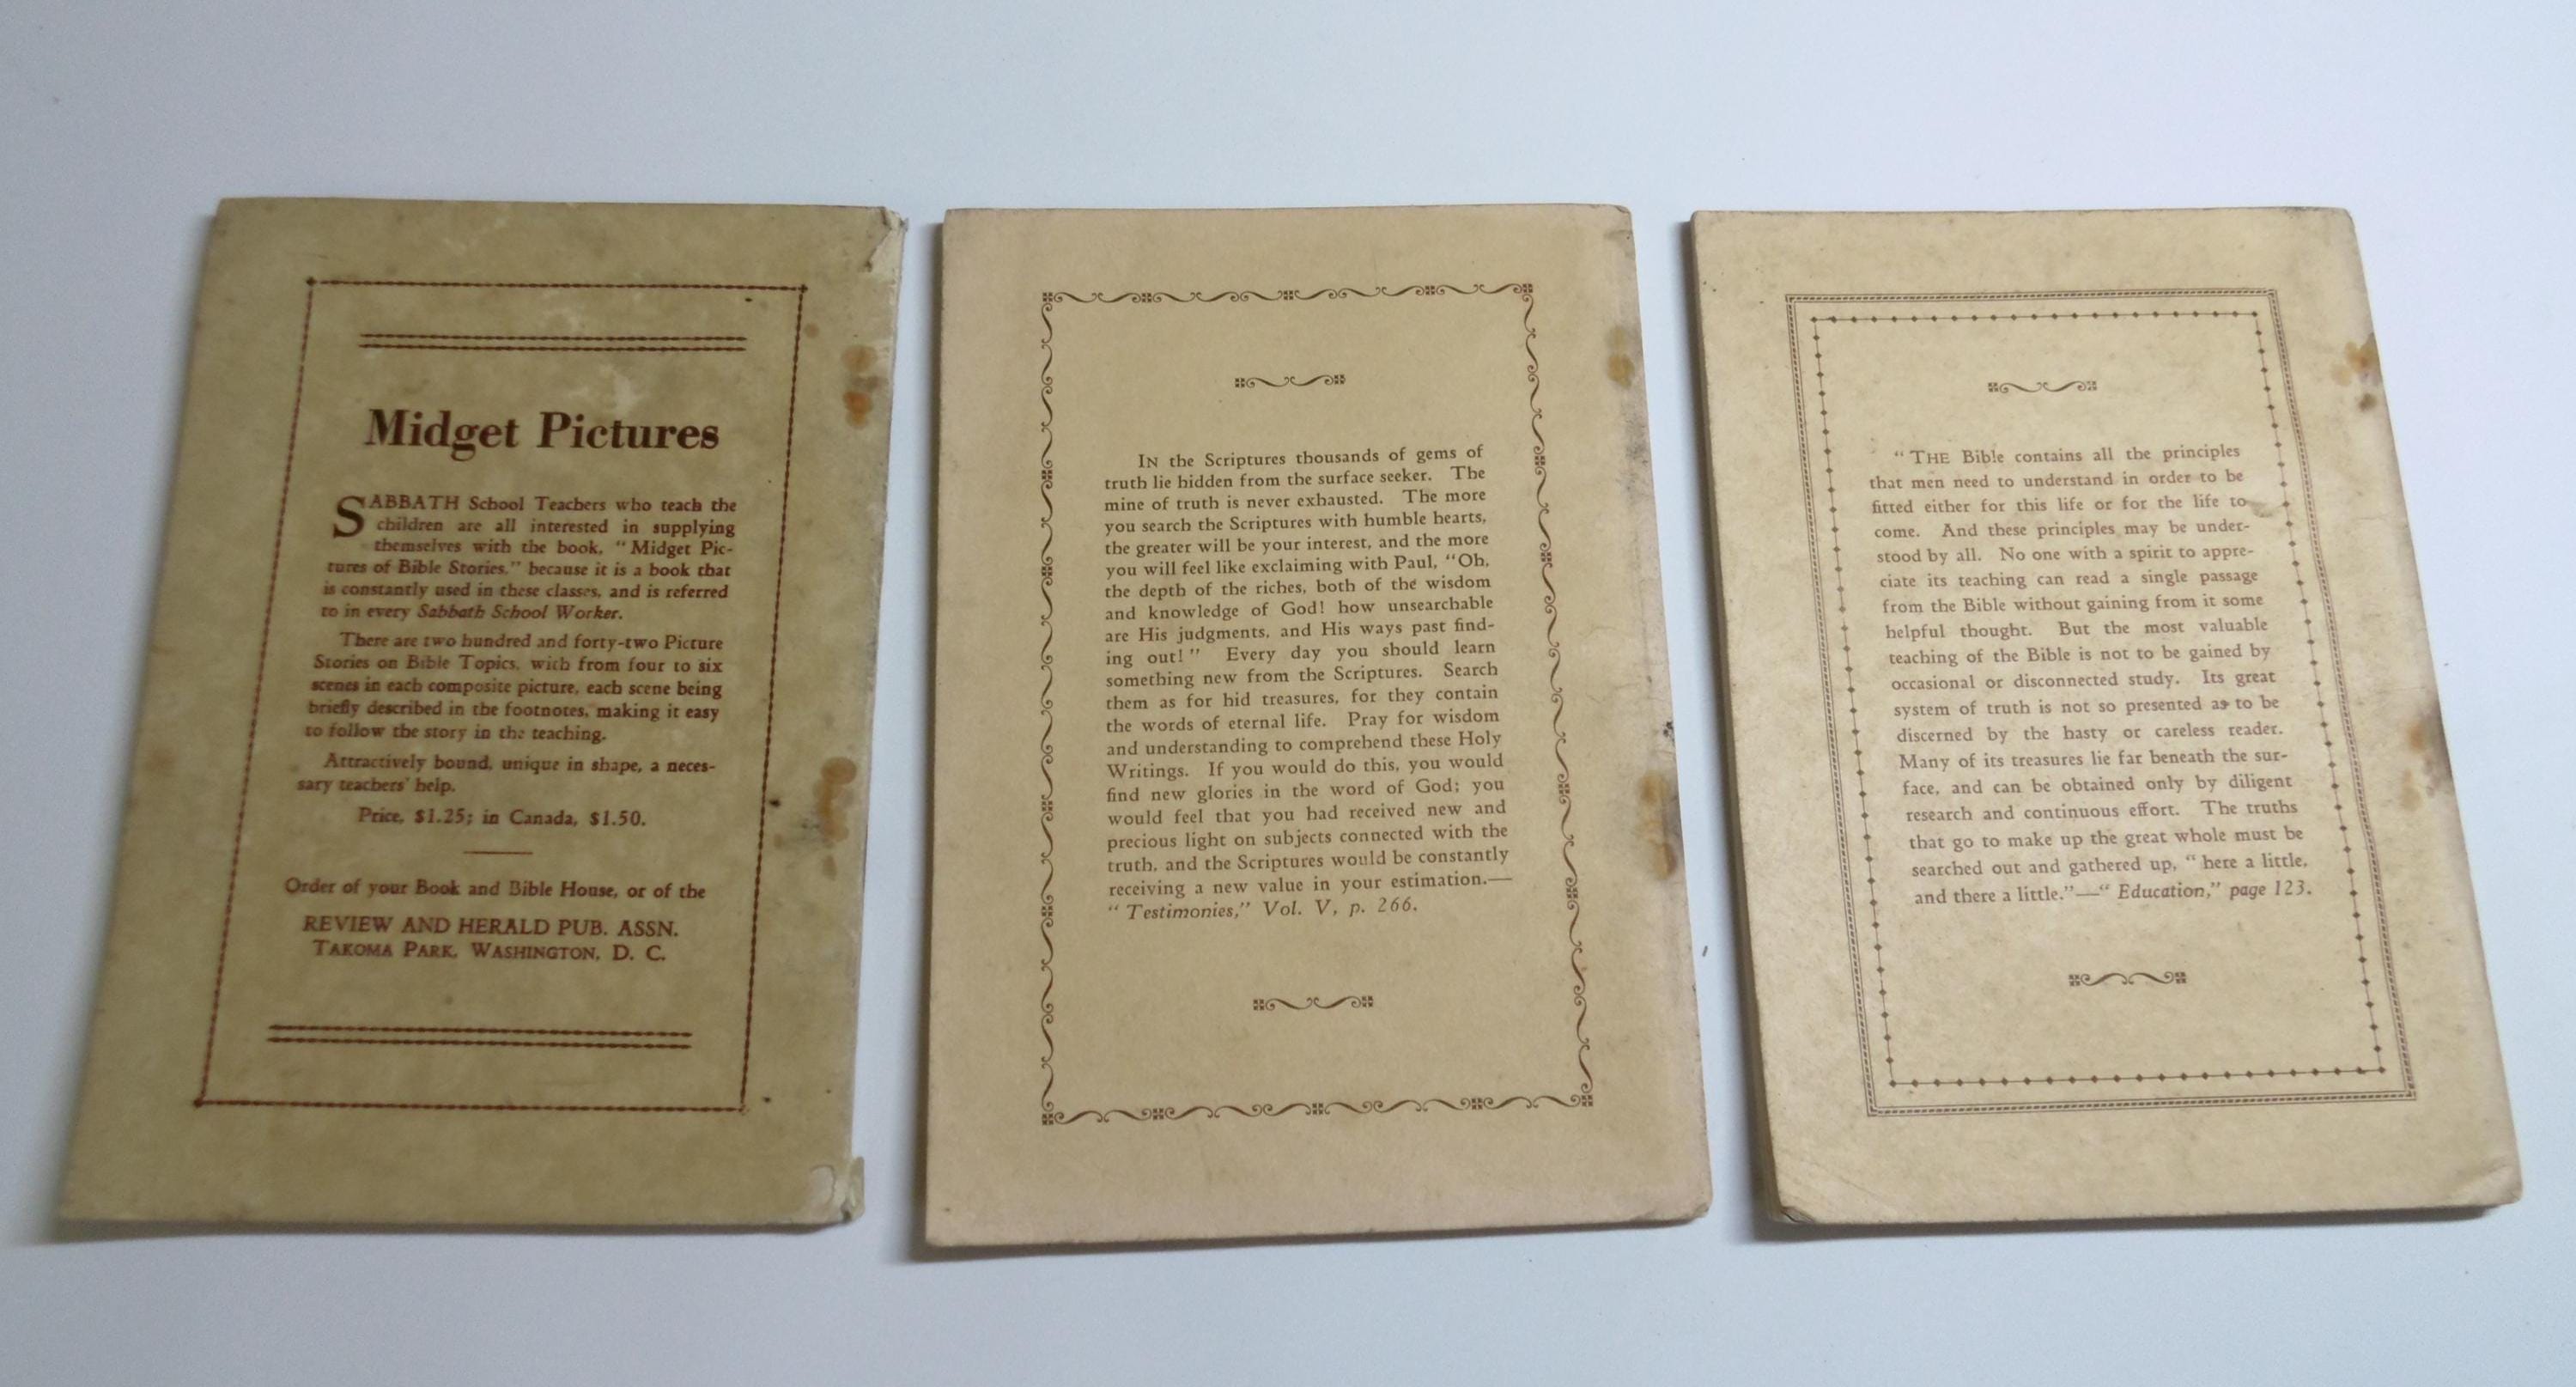 Midget Pictures
SABBATH School Teachers who teach the
children are all interested in supplying
themselves with the book, "Midget Pic-
tures of Bible Stories," because it is a book that
is constantly used in these classes, and is referred
to in every Sabbath School Worker.
There are two hundred and forty-two Picture
Stories on Bible Topics, with from four to six
scenes in each composite picture, each scene being
briefly described in the footnotes, making it easy
to follow the story in the teaching.
Attractively bound, unique in shape, a neces-
sary teachers' help.
Price, $1.25; in Canada, $1.50.
Order of your Book and Bible House, or of the
REVIEW AND HERALD PUB. ASSN.
TAKOMA PARK, WASHINGTON, D. C.
IN the Scriptures thousands of gems of
truth lie hidden from the surface seeker. The
mine of truth is never exhausted. The more
you search the Scriptures with humble hearts,
the greater will be your interest, and the more
you will feel like exclaiming with Paul, "Oh,
the depth of the riches, both of the wisdom
and knowledge of God! how unsearchable
are His judgments, and His ways past find-
ing out!" Every day you should learn
something new from the Scriptures. Search
them as for hid treasures, for they contain
the words of eternal life. Pray for wisdom
and understanding to comprehend these Holy
Writings. If you would do this, you would
find new glories in the word of God; you
would feel that you had received new and
precious light on subjects connected with the
truth, and the Scriptures would be constantly
receiving a new value in your estimation.—
"Testimonies," Vol. V, p. 266.
"THE Bible contains all the principles
that men need to understand in order to be
fitted either for this life or for the life to
come. And these principles may be under-
stood by all. No one with a spirit to appre-
ciate its teaching can read a single passage
from the Bible without gaining from it some
helpful thought. But the most valuable
teaching of the Bible is not to be gained by
occasional or disconnected study. Its great
system of truth is not so presented as to be
discerned by the hasty or careless reader.
Many of its treasures lie far beneath the sur-
face, and can be obtained only by diligent
research and continuous effort. The truths
that go to make up the great whole must be
searched out and gathered up, "here a little,
and there a little."—"Education," page 123.